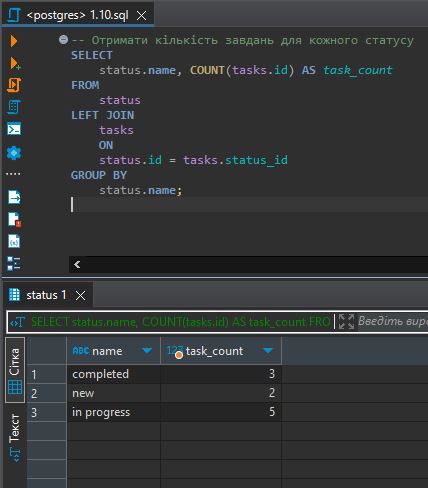 <postgres> 1.10.sql
-- Отримати кількість завдань для кожного статусу
SELECT
status.name, COUNT(tasks.id) AS task_count
FROM
status
LEFT JOIN
tasks
ON
status.id = tasks.status_id
GROUP BY
status.name;
status 1
SELECT status.name, COUNT(tasks.id) AS task_count FRO
Введіть вира
Сітка
Текст
ABC name
123 task_count
1 completed 3
2 new 2
3 in progress 5